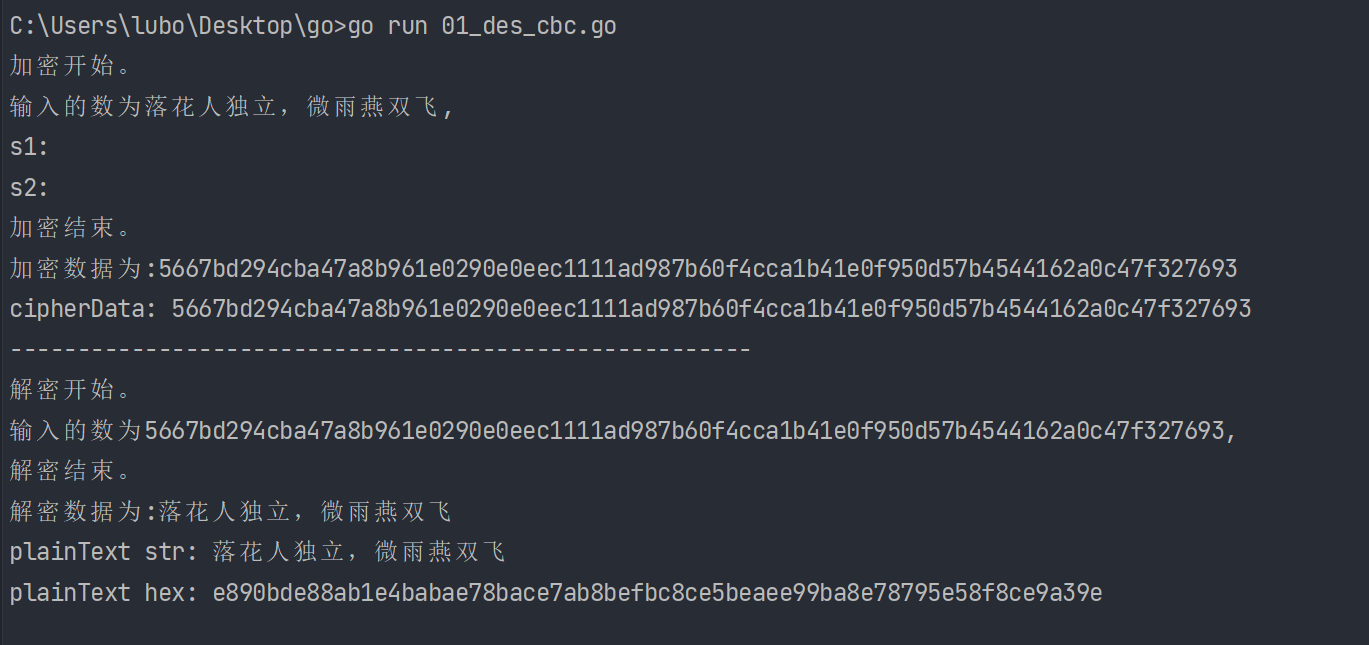 C:\Users\lubo\Desktop\go>go run 01_des_cbc.go
加密开始。
输入的数为落花人独立，微雨燕双飞,
s1:
s2:
加密结束。
加密数据为:5667bd294cba47a8b961e0290e0eec1111ad987b60f4cca1b41e0f950d57b4544162a0c47f327693
cipherData: 5667bd294cba47a8b961e0290e0eec1111ad987b60f4cca1b41e0f950d57b4544162a0c47f327693
-------------------------------------------------------
解密开始。
输入的数为5667bd294cba47a8b961e0290e0eec1111ad987b60f4cca1b41e0f950d57b4544162a0c47f327693,
解密结束。
解密数据为:落花人独立，微雨燕双飞
plainText str: 落花人独立，微雨燕双飞
plainText hex: e890bde88ab1e4babae78bace7ab8befbc8ce5beaee99ba8e78795e58f8ce9a39e